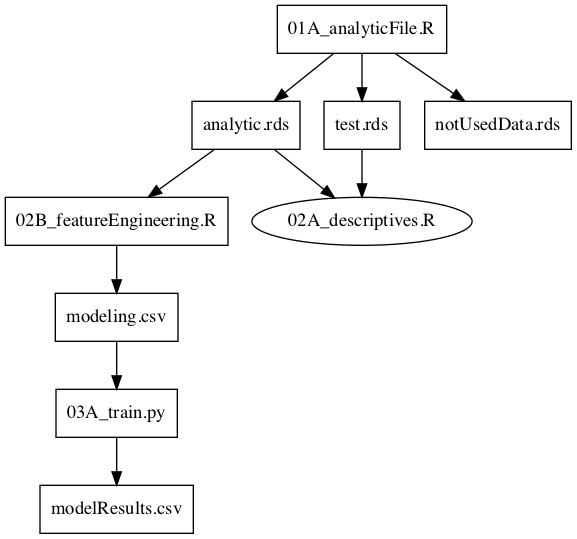 01A_analyticFile.R
analytic.rds
test.rds
notUsedData.rds
02B_featureEngineering.R
02A_descriptives.R
modeling.csv
03A_train.py
modelResults.csv